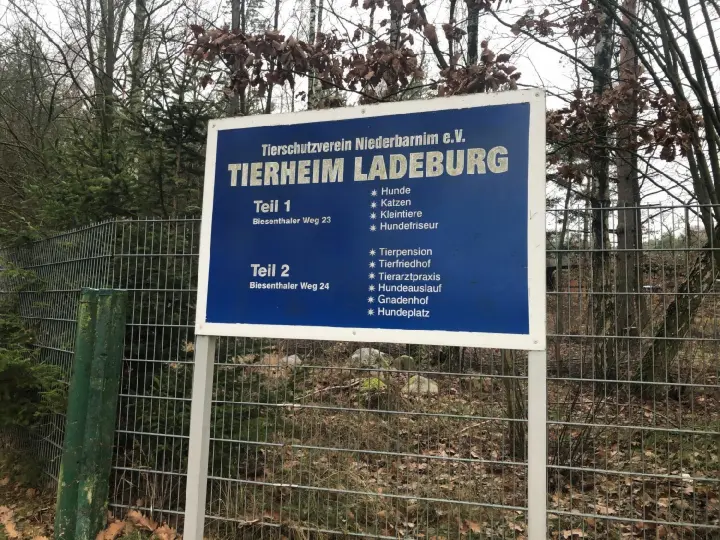 Tierschutzverein Niederbarnim e.V.
TIERHEIM LADEBURG
Teil 1
Biesenthaler Weg 23
* Hunde
* Katzen
* Kleintiere
* Hundefriseur
Teil 2
Biesenthaler Weg 24
* Tierpension
* Tierfriedhof
* Tierarztpraxis
* Hundeauslauf
* Gnadenhof
* Hundeplatz